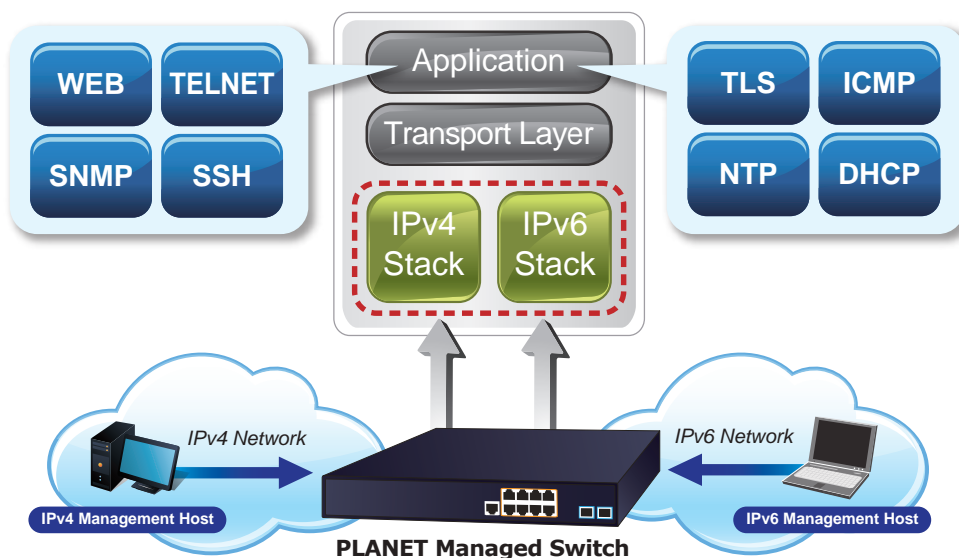 WEB
TELNET
SNMP
SSH
Application
Transport Layer
IPv4
Stack
IPv6
Stack
TLS
ICMP
NTP
DHCP
IPv4 Network
IPv6 Network
IPv4 Management Host
IPv6 Management Host
PLANET Managed Switch